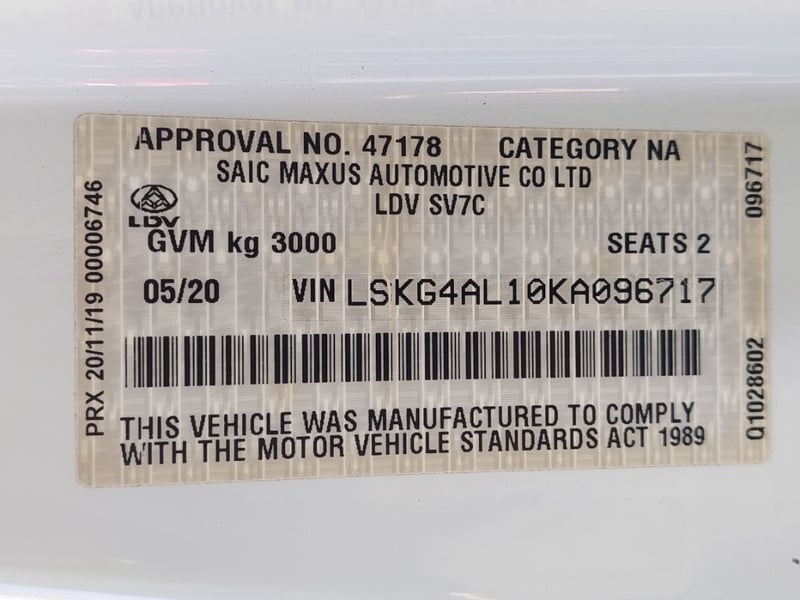 APPROVAL NO. 47178 CATEGORY NA
SAIC MAXUS AUTOMOTIVE CO LTD
LDV
LDV SV7C
GVM kg 3000 SEATS 2
05/20 VIN LSKG4AL10KA096717
THIS VEHICLE WAS MANUFACTURED TO COMPLY
WITH THE MOTOR VEHICLE STANDARDS ACT 1989
PRX 20/11/19 00006746
Q1028602 096717